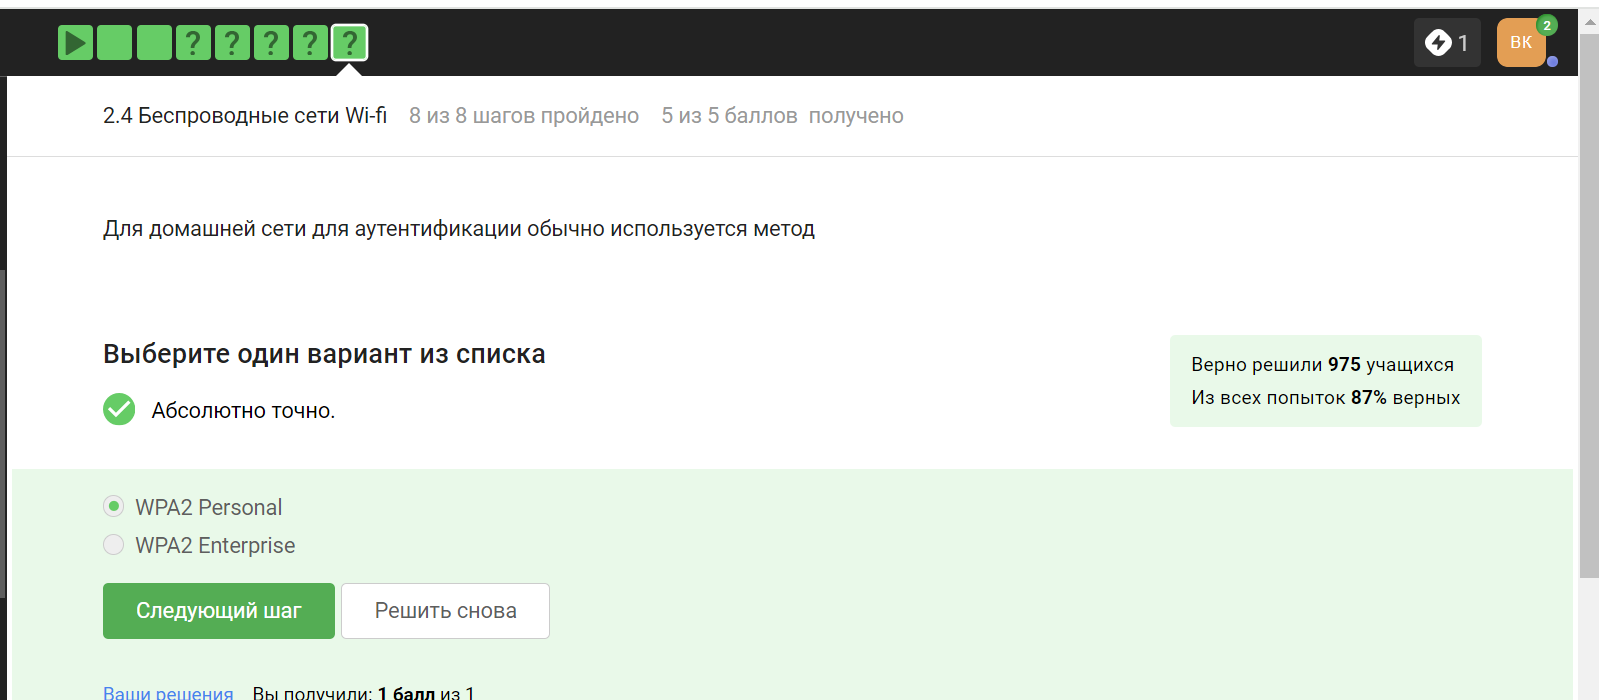 ? ? ? ? ?
1
ВК
2
2.4 Беспроводные сети Wi-fi 8 из 8 шагов пройдено 5 из 5 баллов получено
Для домашней сети для аутентификации обычно используется метод
Выберите один вариант из списка
Абсолютно точно.
Верно решили 975 учащихся
Из всех попыток 87% верных
WPA2 Personal
WPA2 Enterprise
Следующий шаг
Решить снова
Ваши решения Вы получили: 1 балл из 1